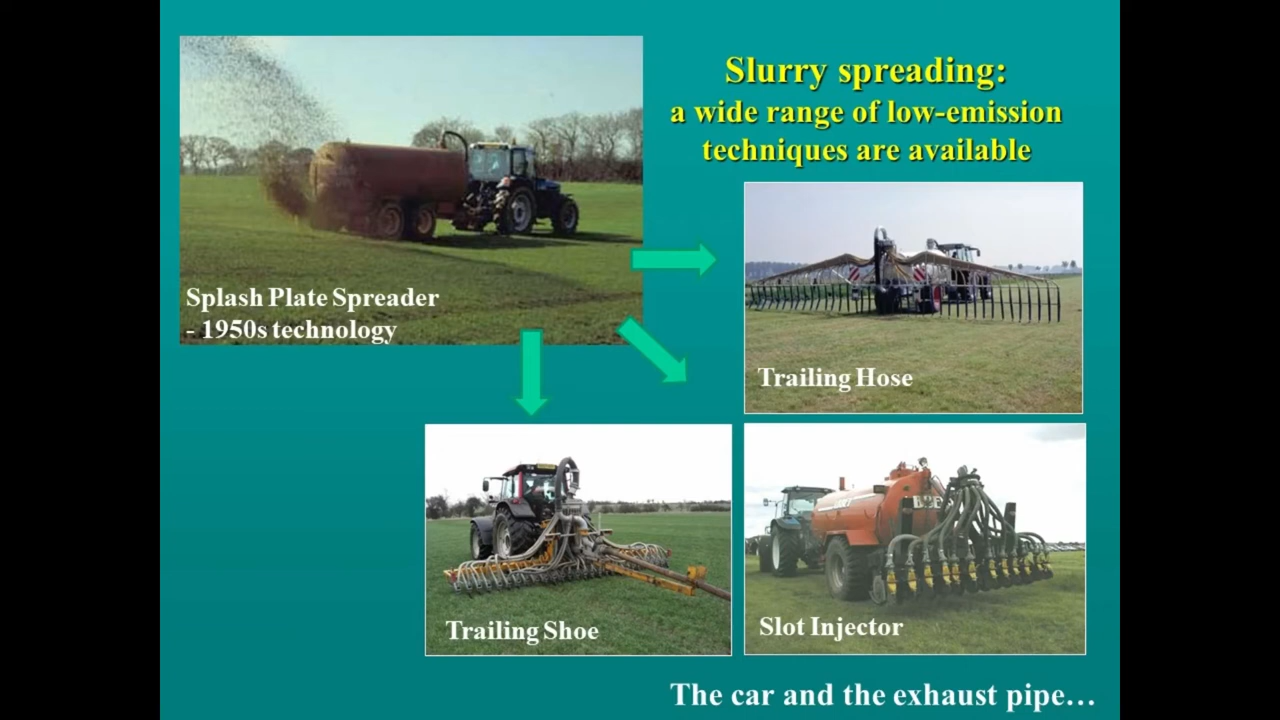 Slurry spreading:
a wide range of low-emission
techniques are available
Splash Plate Spreader
- 1950s technology
Trailing Hose
Trailing Shoe
Slot Injector
The car and the exhaust pipe…